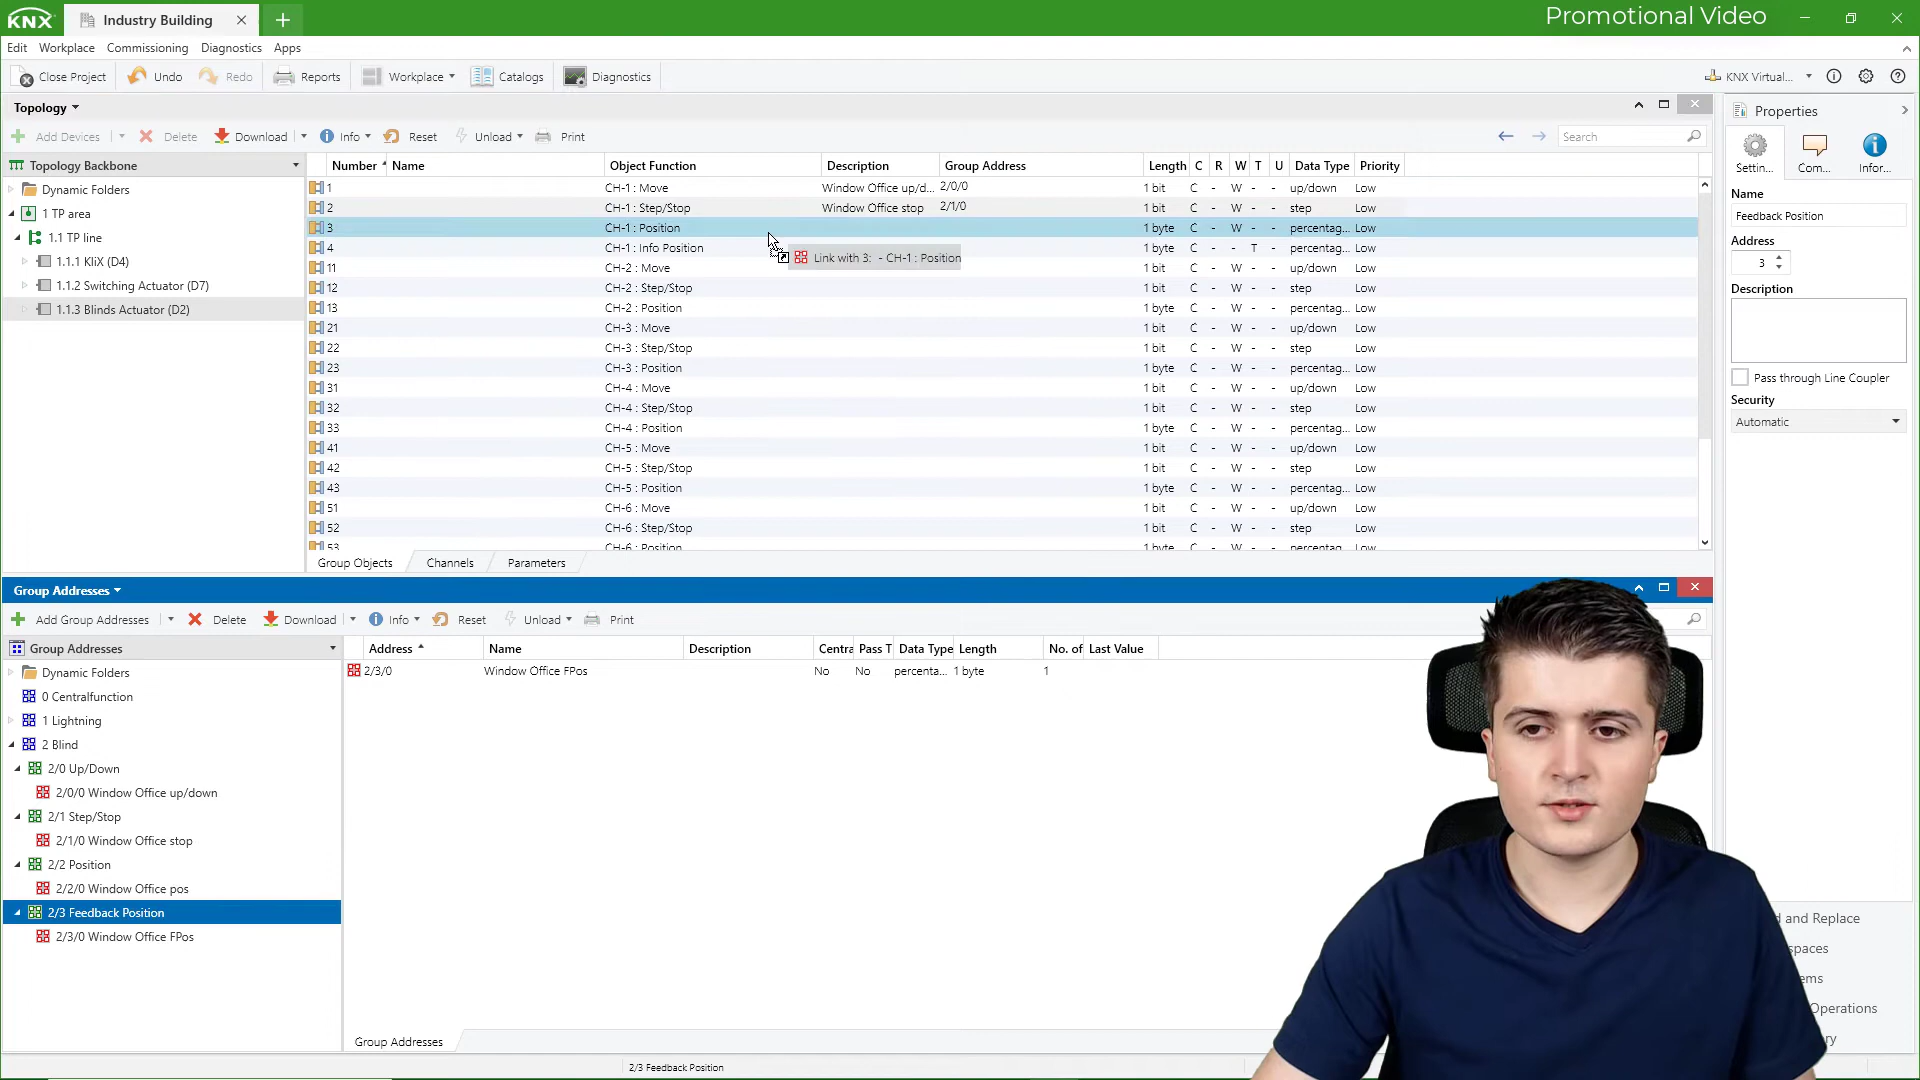 KNX
Industry Building
Promotional Video
Edit Workplace Commissioning Diagnostics Apps
Close Project Undo Redo Reports Workplace Catalogs Diagnostics KNX Virtual...
Topology
Add Devices Delete Download Info Reset Unload Print Search
Topology Backbone
Dynamic Folders
1 TP area
1.1 TP line
1.1.1 KliX (D4)
1.1.2 Switching Actuator (D7)
1.1.3 Blinds Actuator (D2)
Number Name Object Function Description Group Address Length C R W T U Data Type Priority
1 CH-1 : Move Window Office up/d... 2/0/0 1 bit C - W - - up/down Low
2 CH-1 : Step/Stop Window Office stop 2/1/0 1 bit C - W - - step Low
3 CH-1 : Position 1 byte C - W - - percentag... Low
4 CH-1 : Info Position 1 byte C - - T - percentag... Low
Link with 3: - CH-1 : Position
11 CH-2 : Move 1 bit C - W - - up/down Low
12 CH-2 : Step/Stop 1 bit C - W - - step Low
13 CH-2 : Position 1 byte C - W - - percentag... Low
21 CH-3 : Move 1 bit C - W - - up/down Low
22 CH-3 : Step/Stop 1 bit C - W - - step Low
23 CH-3 : Position 1 byte C - W - - percentag... Low
31 CH-4 : Move 1 bit C - W - - up/down Low
32 CH-4 : Step/Stop 1 bit C - W - - step Low
33 CH-4 : Position 1 byte C - W - - percentag... Low
41 CH-5 : Move 1 bit C - W - - up/down Low
42 CH-5 : Step/Stop 1 bit C - W - - step Low
43 CH-5 : Position 1 byte C - W - - percentag... Low
51 CH-6 : Move 1 bit C - W - - up/down Low
52 CH-6 : Step/Stop 1 bit C - W - - step Low
53 CH-6 : Position 1 byte C - W - - percentag... Low
Group Objects Channels Parameters
Properties
Settin... Com... Infor...
Name
Feedback Position
Address
3
Description
Pass through Line Coupler
Security
Automatic
Group Addresses
Add Group Addresses Delete Download Info Reset Unload Print
Group Addresses
Dynamic Folders
0 Centralfunction
1 Lightning
2 Blind
2/0 Up/Down
2/0/0 Window Office up/down
2/1 Step/Stop
2/1/0 Window Office stop
2/2 Position
2/2/0 Window Office pos
2/3 Feedback Position
2/3/0 Window Office FPos
Address Name Description Centra Pass T Data Type Length No. of Last Value
2/3/0 Window Office FPos No No percenta... 1 byte 1
Group Addresses
and Replace
spaces
ems
Operations
ry
2/3 Feedback Position